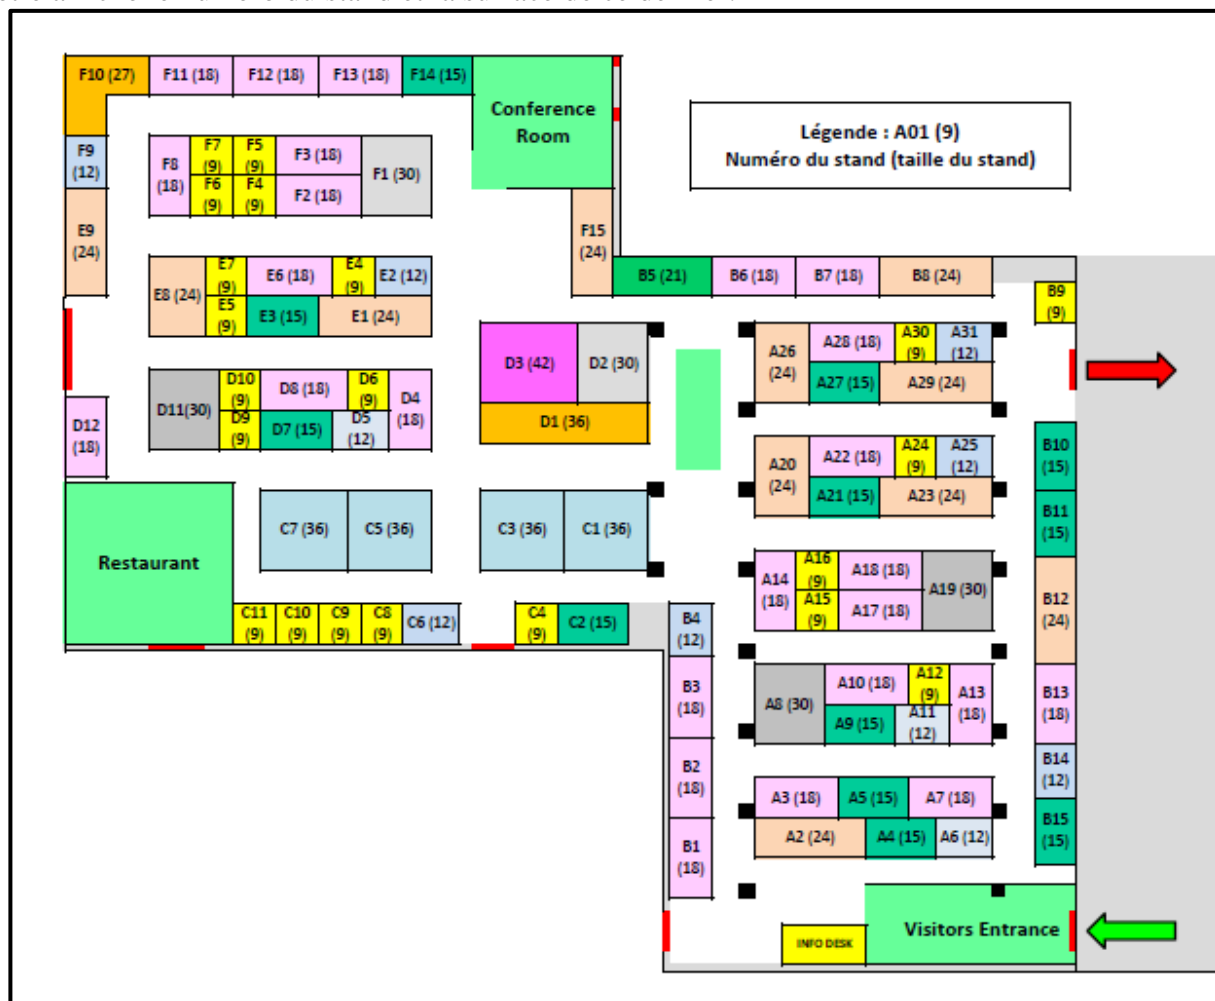 F10 (27) F11 (18) F12 (18) F13 (18) F14 (15)
Conference
Room
Légende : A01 (9)
Numéro du stand (taille du stand)
F9
(12)
F8
(18)
F7
(9)
F5
(9)
F3 (18)
F1 (30)
F6
(9)
F4
(9)
F2 (18)
E9
(24)
F15
(24)
E8 (24)
E7
(9)
E6 (18)
E4
(9)
E2 (12)
E5
(9)
E3 (15)
E1 (24)
B5 (21) B6 (18) B7 (18) B8 (24)
B9
(9)
D3 (42) D2 (30)
D1 (36)
A26
(24)
A28 (18)
A30
(9)
A31
(12)
A27 (15)
A29 (24)
D12
(18)
D11(30)
D10
(9)
D8 (18)
D6
(9)
D4
(18)
D9
(9)
D7 (15)
D5
(12)
A20
(24)
A22 (18)
A24
(9)
A25
(12)
A21 (15)
A23 (24)
B10
(15)
B11
(15)
Restaurant
C7 (36) C5 (36) C3 (36) C1 (36)
A14
(18)
A16
(9)
A18 (18)
A19 (30)
A15
(9)
A17 (18)
B12
(24)
C11
(9)
C10
(9)
C9
(9)
C8
(9)
C6 (12)
C4
(9)
C2 (15)
B4
(12)
B3
(18)
A8 (30)
A10 (18)
A12
(9)
A13
(18)
A9 (15)
A11
(12)
B13
(18)
B2
(18)
B14
(12)
A3 (18) A5 (15) A7 (18)
A2 (24) A4 (15) A6 (12)
B1
(18)
B15
(15)
INFO DESK
Visitors Entrance